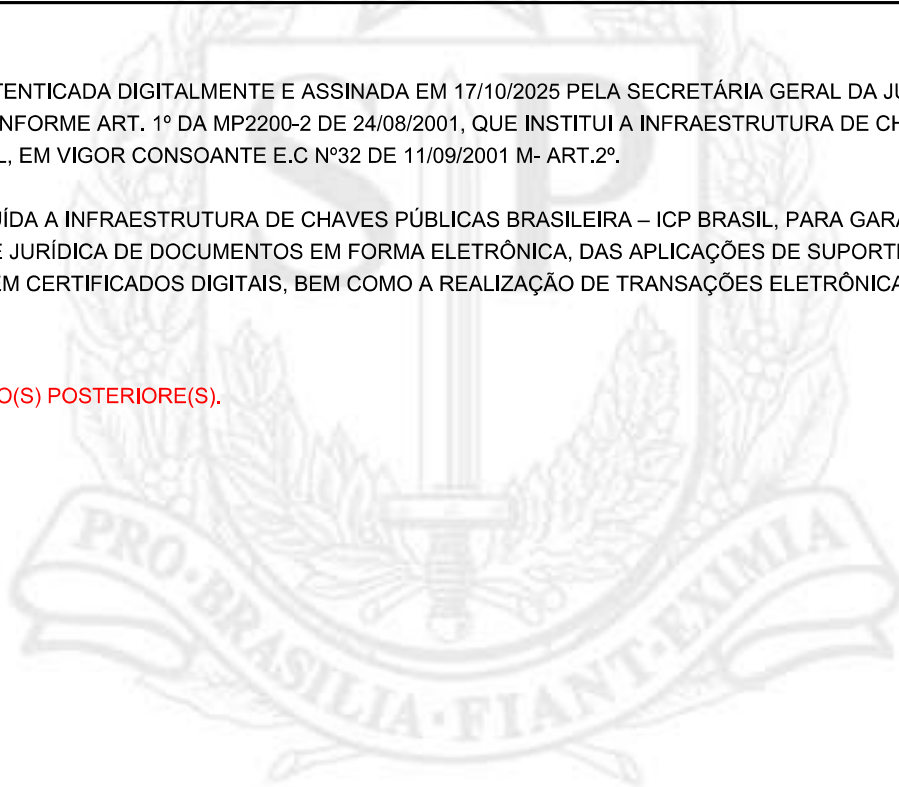 TENTICADA DIGITALMENTE E ASSINADA EM 17/10/2025 PELA SECRETÁRIA GERAL DA JU
NFORME ART. 1º DA MP2200-2 DE 24/08/2001, QUE INSTITUI A INFRAESTRUTURA DE CH
L, EM VIGOR CONSOANTE E.C Nº32 DE 11/09/2001 M- ART.2º.
UÍDA A INFRAESTRUTURA DE CHAVES PÚBLICAS BRASILEIRA – ICP BRASIL, PARA GARA
E JURÍDICA DE DOCUMENTOS EM FORMA ELETRÔNICA, DAS APLICAÇÕES DE SUPORTE
EM CERTIFICADOS DIGITAIS, BEM COMO A REALIZAÇÃO DE TRANSAÇÕES ELETRÔNICA
O(S) POSTERIORE(S).
SP
PRO·BRASILIA·FIANT·EXIMIA